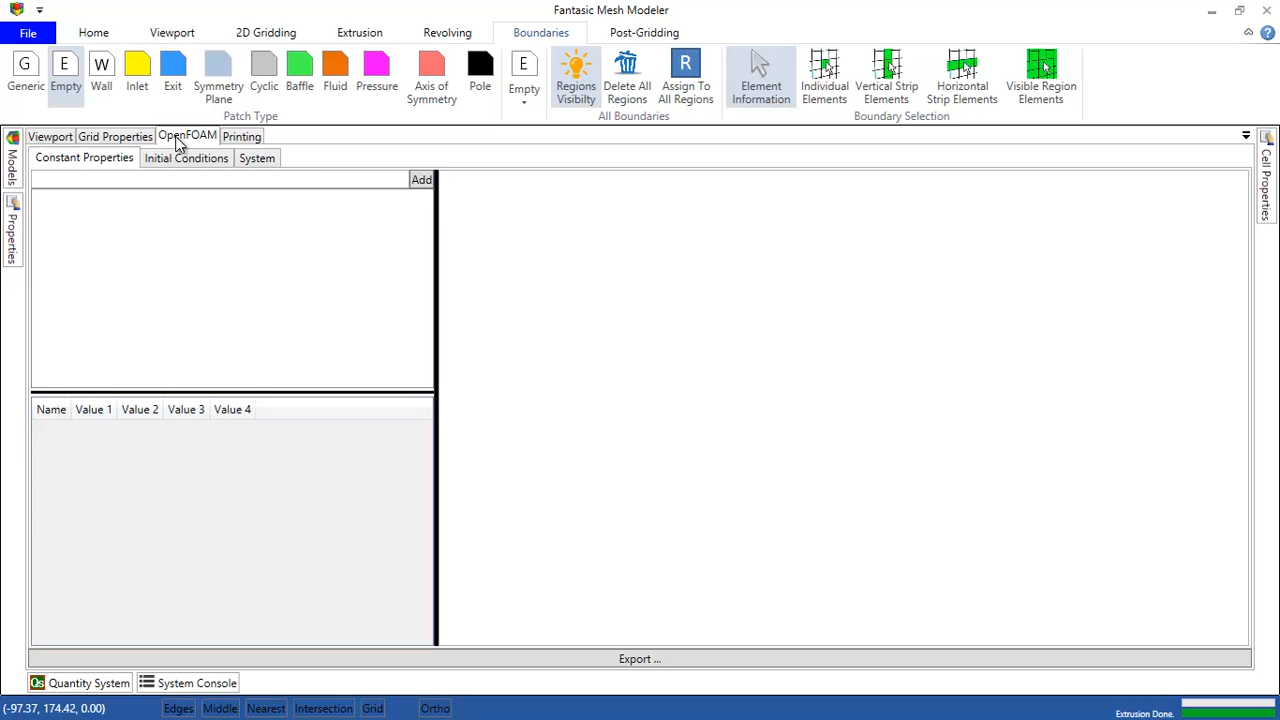 Fantasic Mesh Modeler
File Home Viewport 2D Gridding Extrusion Revolving Boundaries Post-Gridding
G E W E R
Generic Empty Wall Inlet Exit Symmetry Plane Cyclic Baffle Fluid Pressure Axis of Symmetry Pole Empty Regions Visibilty Delete All Regions Assign To All Regions Element Information Individual Elements Vertical Strip Elements Horizontal Strip Elements Visible Region Elements
Patch Type All Boundaries Boundary Selection
Viewport Grid Properties OpenFOAM Printing
Models
Properties
Cell Properties
Constant Properties Initial Conditions System
Add
Name Value 1 Value 2 Value 3 Value 4
Export ...
Qs Quantity System System Console
(-97.37, 174.42, 0.00) Edges Middle Nearest Intersection Grid Ortho Extrusion Done.